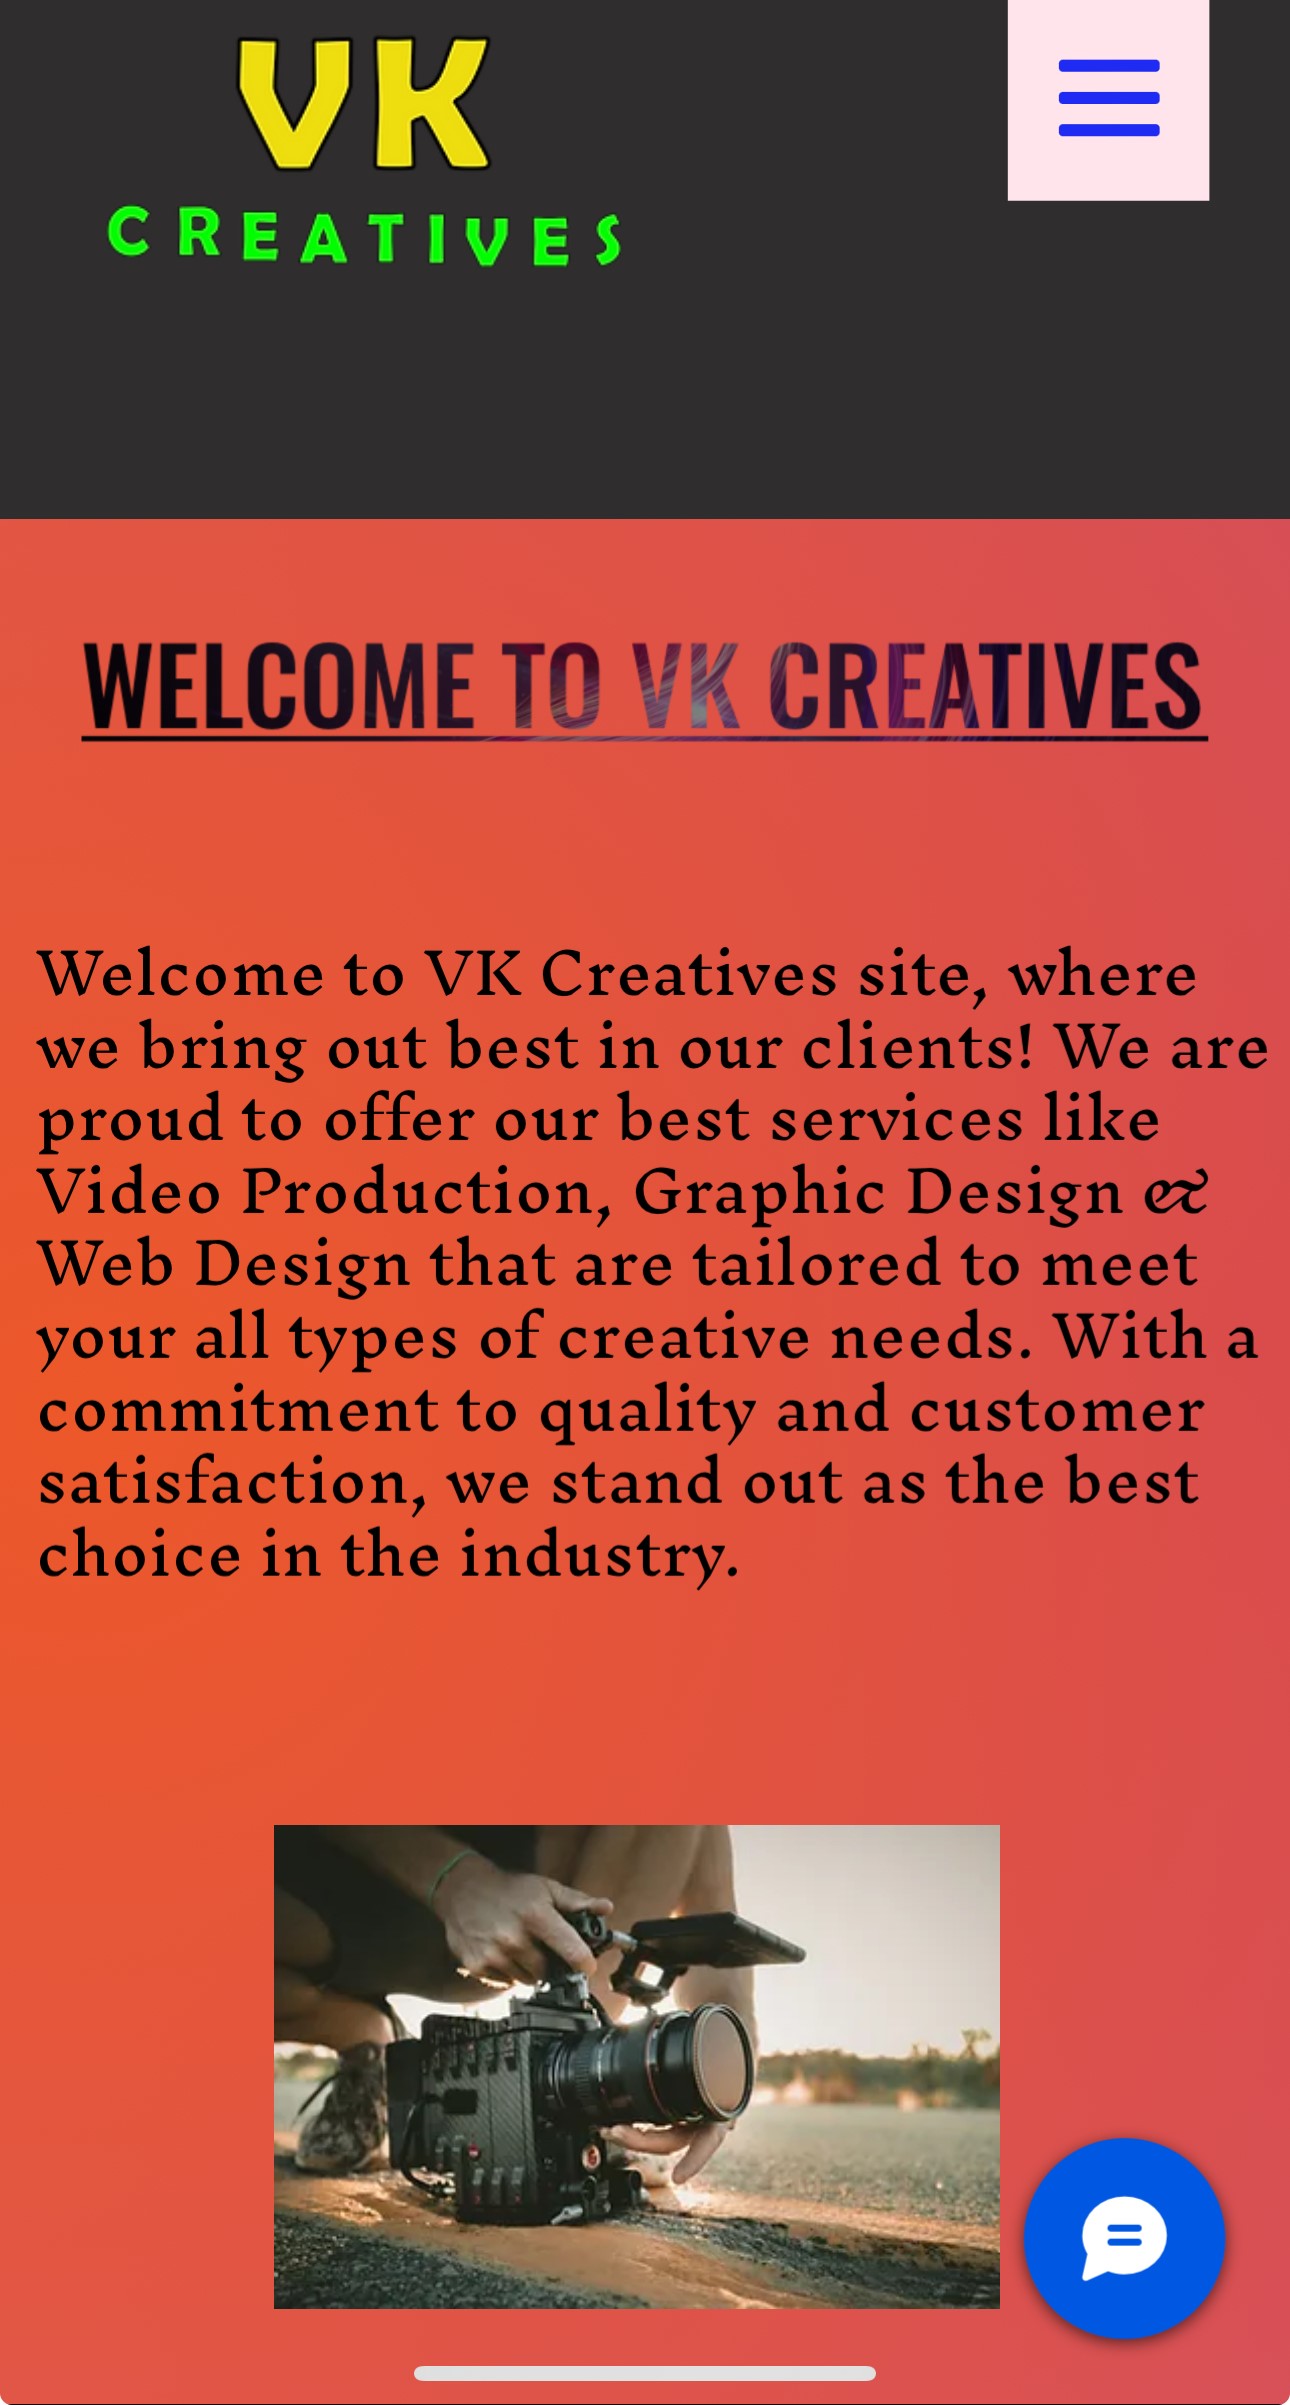 VK
CREATIVES
WELCOME TO VK CREATIVES
Welcome to VK Creatives site, where
we bring out best in our clients! We are
proud to offer our best services like
Video Production, Graphic Design &
Web Design that are tailored to meet
your all types of creative needs. With a
commitment to quality and customer
satisfaction, we stand out as the best
choice in the industry.